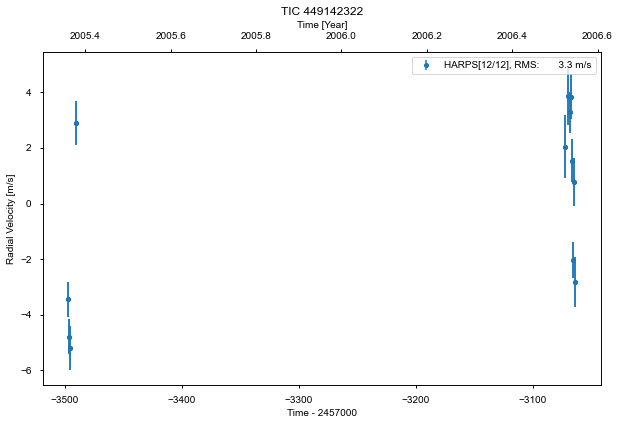 TIC 449142322
Time [Year]
2005.4 2005.6 2005.8 2006.0 2006.2 2006.4 2006.6
HARPS[12/12], RMS: 3.3 m/s
Radial Velocity [m/s]
4
2
0
−2
−4
−6
−3500 −3400 −3300 −3200 −3100
Time - 2457000